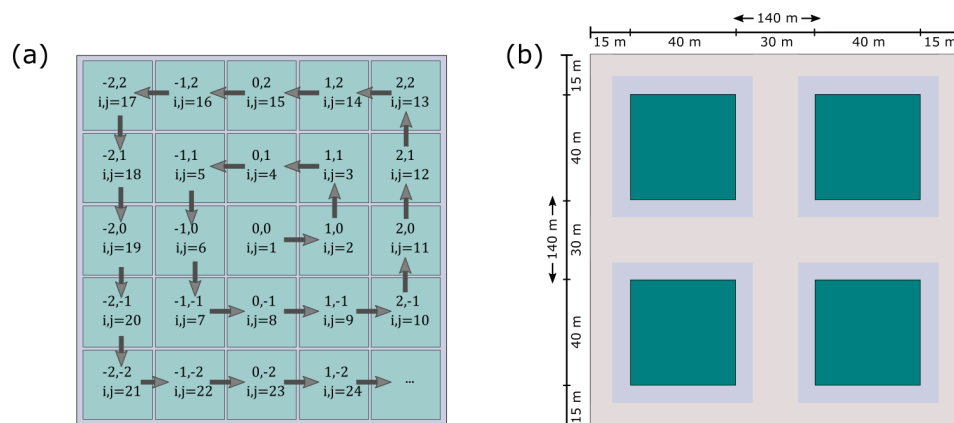 (a)
-2,2 -1,2 0,2 1,2 2,2
i,j=17 i,j=16 i,j=15 i,j=14 i,j=13
-2,1 -1,1 0,1 1,1 2,1
i,j=18 i,j=5 i,j=4 i,j=3 i,j=12
-2,0 -1,0 0,0 1,0 2,0
i,j=19 i,j=6 i,j=1 i,j=2 i,j=11
-2,-1 -1,-1 0,-1 1,-1 2,-1
i,j=20 i,j=7 i,j=8 i,j=9 i,j=10
-2,-2 -1,-2 0,-2 1,-2 ...
i,j=21 i,j=22 i,j=23 i,j=24
(b)
140 m
15 m 40 m 30 m 40 m 15 m
15 m
40 m
140 m
30 m
40 m
15 m